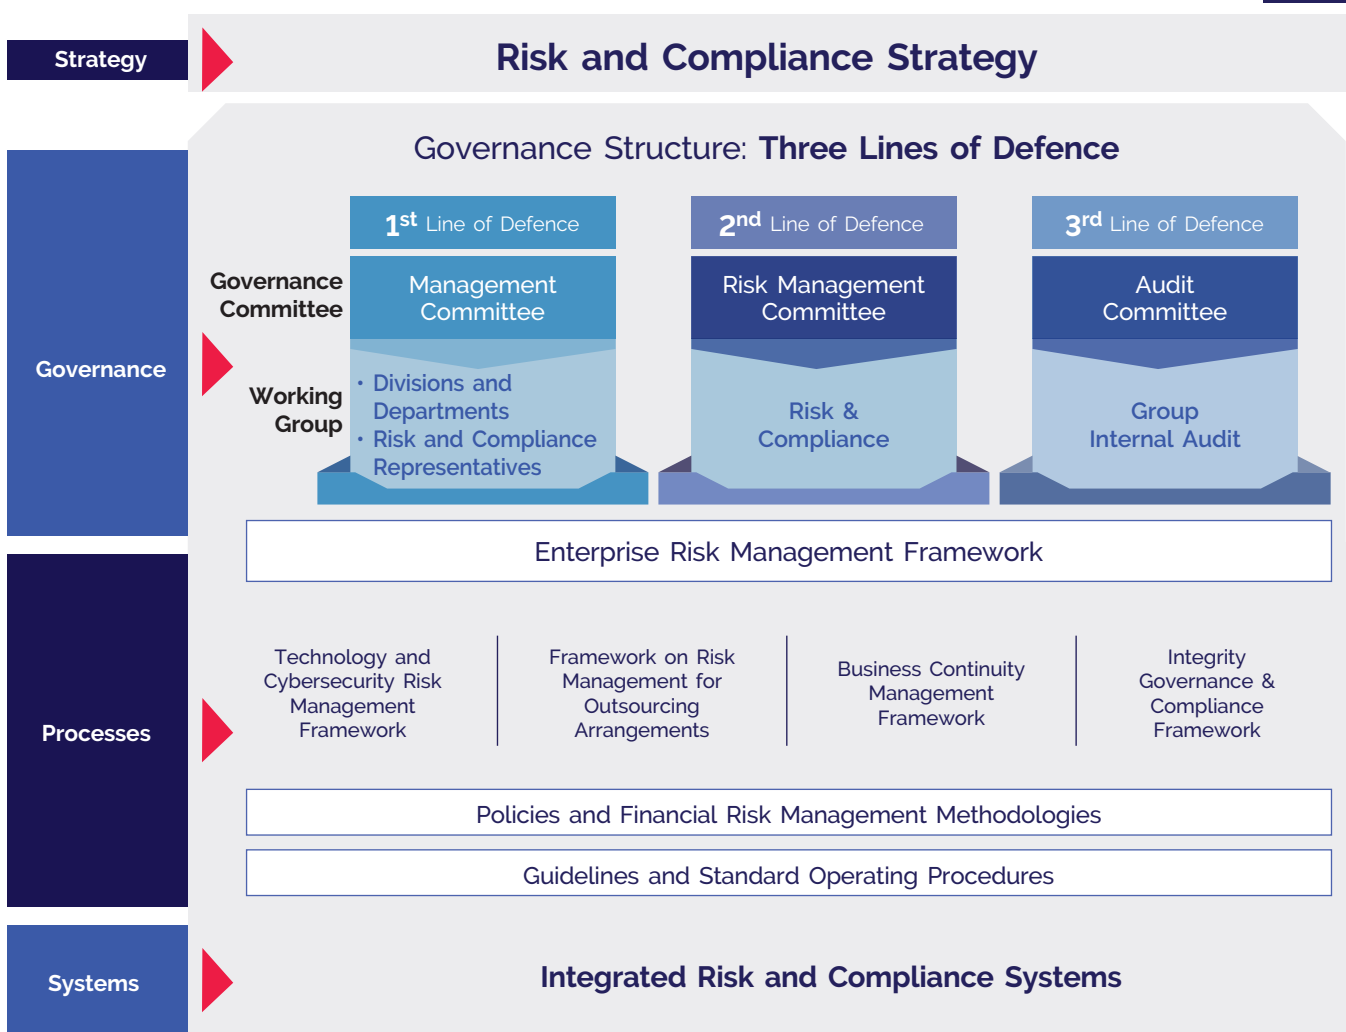 Strategy
Risk and Compliance Strategy
Governance Structure: Three Lines of Defence
1st Line of Defence
2nd Line of Defence
3rd Line of Defence
Governance
Committee
Management
Committee
Risk Management
Committee
Audit
Committee
Governance
Working
Group
• Divisions and
Departments
• Risk and Compliance
Representatives
Risk &
Compliance
Group
Internal Audit
Enterprise Risk Management Framework
Processes
Technology and
Cybersecurity Risk
Management
Framework
Framework on Risk
Management for
Outsourcing
Arrangements
Business Continuity
Management
Framework
Integrity
Governance &
Compliance
Framework
Policies and Financial Risk Management Methodologies
Guidelines and Standard Operating Procedures
Systems
Integrated Risk and Compliance Systems